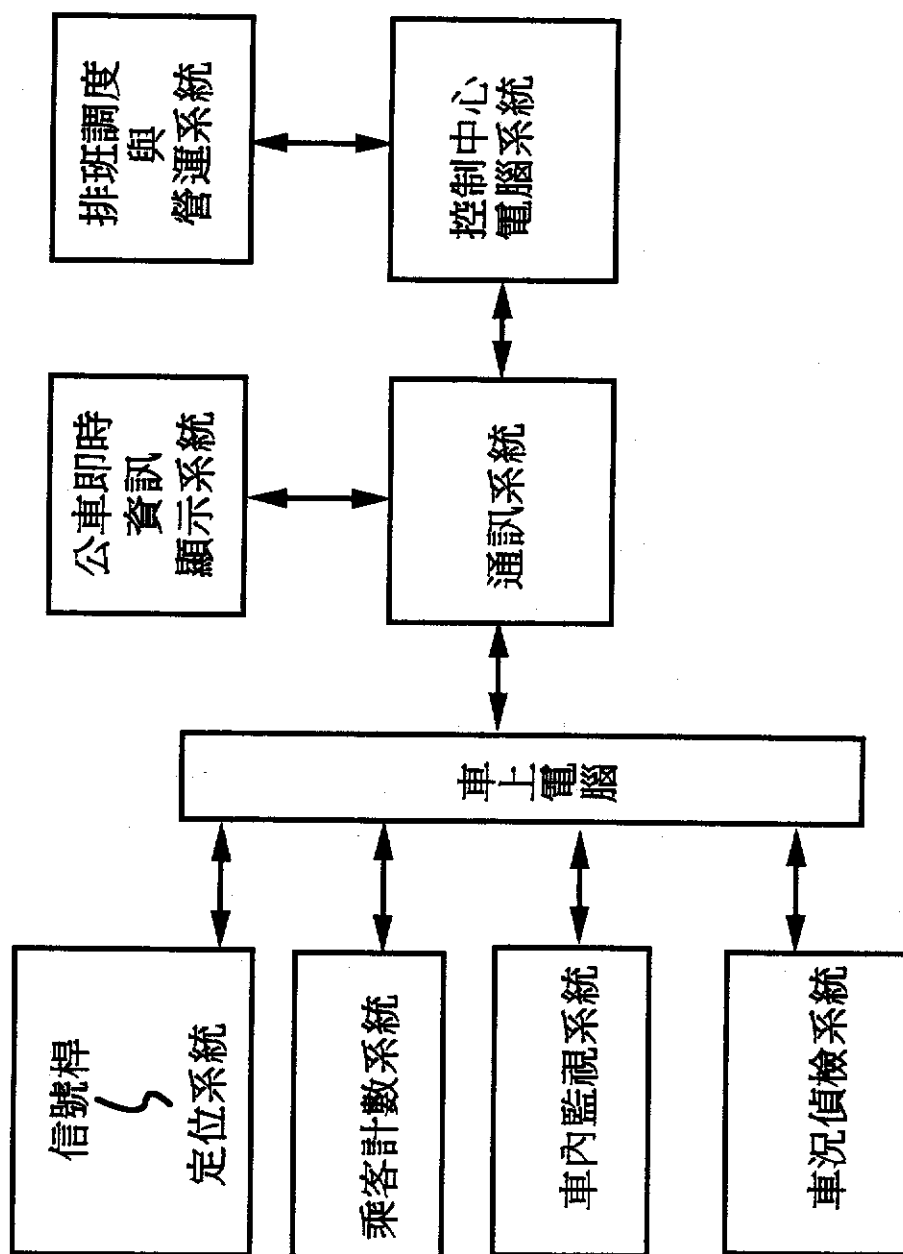 信號桿
定位系統
乘客計數系統
車內監視系統
車況偵檢系統
車上電腦
公車即時
資訊
顯示系統
通訊系統
排班調度
與
營運系統
控制中心
電腦系統